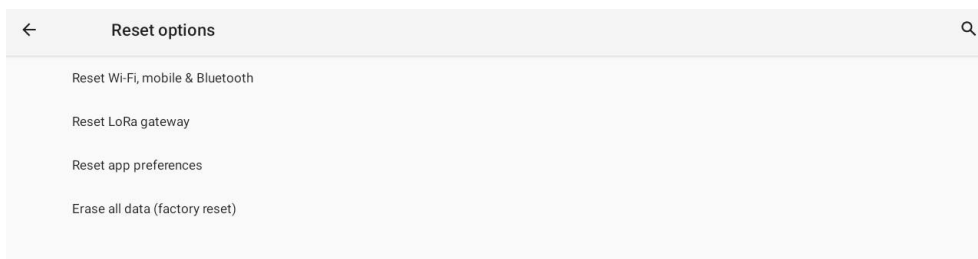 Reset options
Reset Wi-Fi, mobile & Bluetooth
Reset LoRa gateway
Reset app preferences
Erase all data (factory reset)